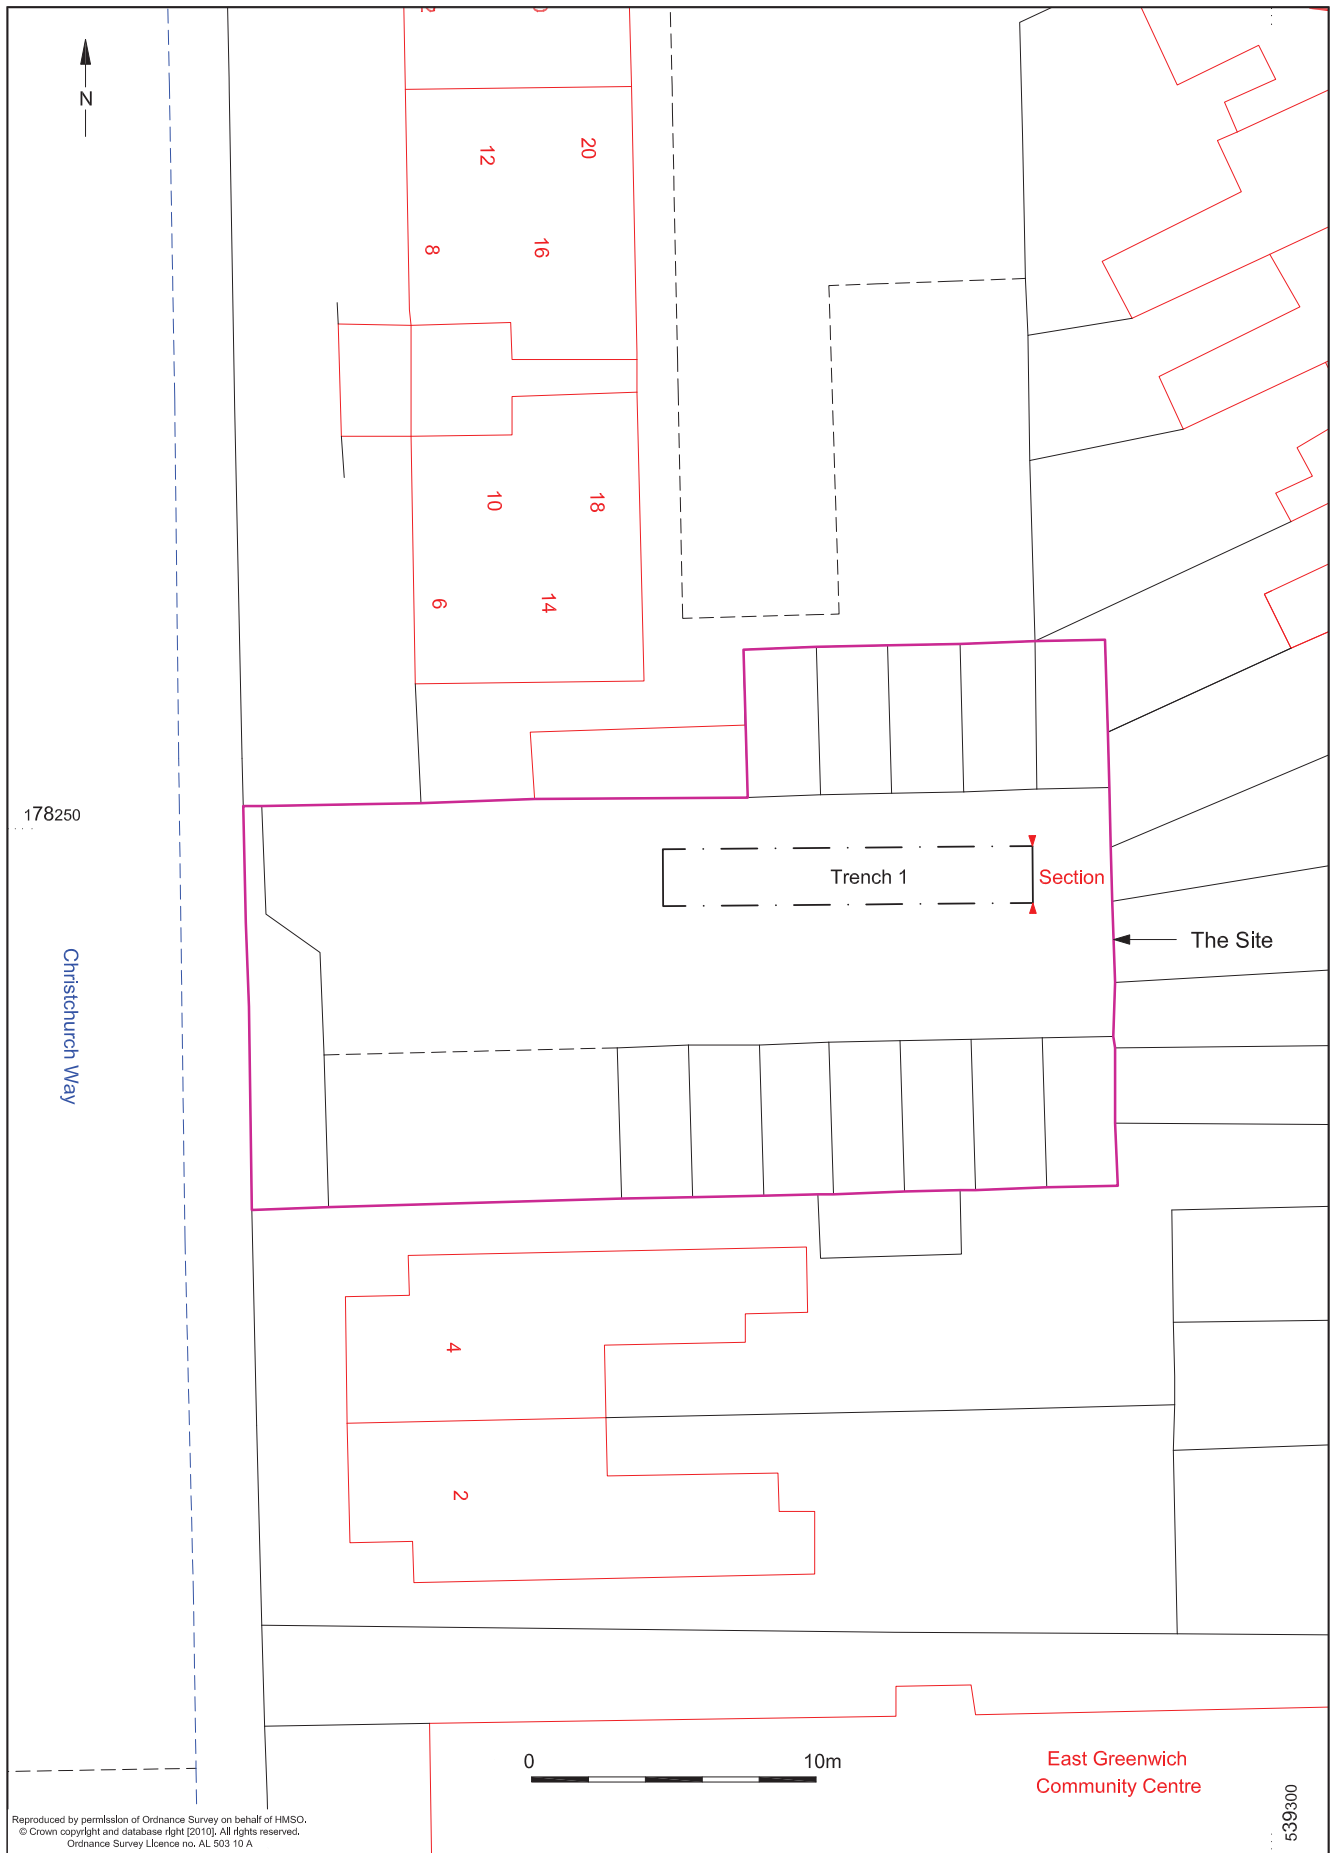 N
12
20
8
16
10
18
6
14
178250
Trench 1
Section
The Site
Christchurch Way
4
2
0
10m
East Greenwich
Community Centre
539300
Reproduced by permission of Ordnance Survey on behalf of HMSO.
© Crown copyright and database right [2010]. All rights reserved.
Ordnance Survey Licence no. AL 503 10 A